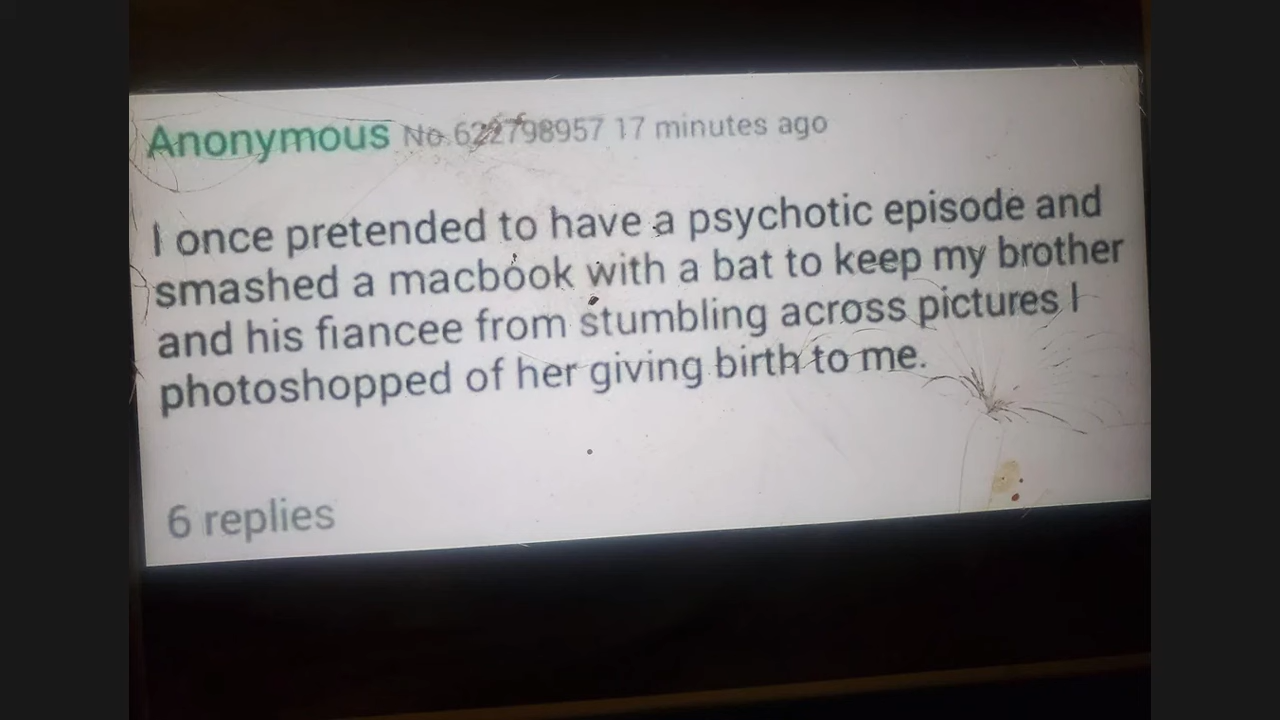 Anonymous No.622798957 17 minutes ago
I once pretended to have a psychotic episode and
smashed a macbook with a bat to keep my brother
and his fiancee from stumbling across pictures I
photoshopped of her giving birth to me.
6 replies